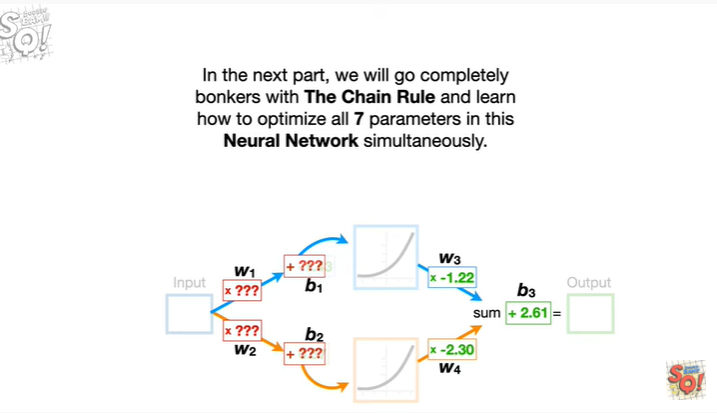 In the next part, we will go completely
bonkers with The Chain Rule and learn
how to optimize all 7 parameters in this
Neural Network simultaneously.
Input
W1
x ???
+ ???
b1
x ???
W2
b2
+ ???
W3
x -1.22
x -2.30
W4
b3
sum + 2.61 =
Output
SQ!